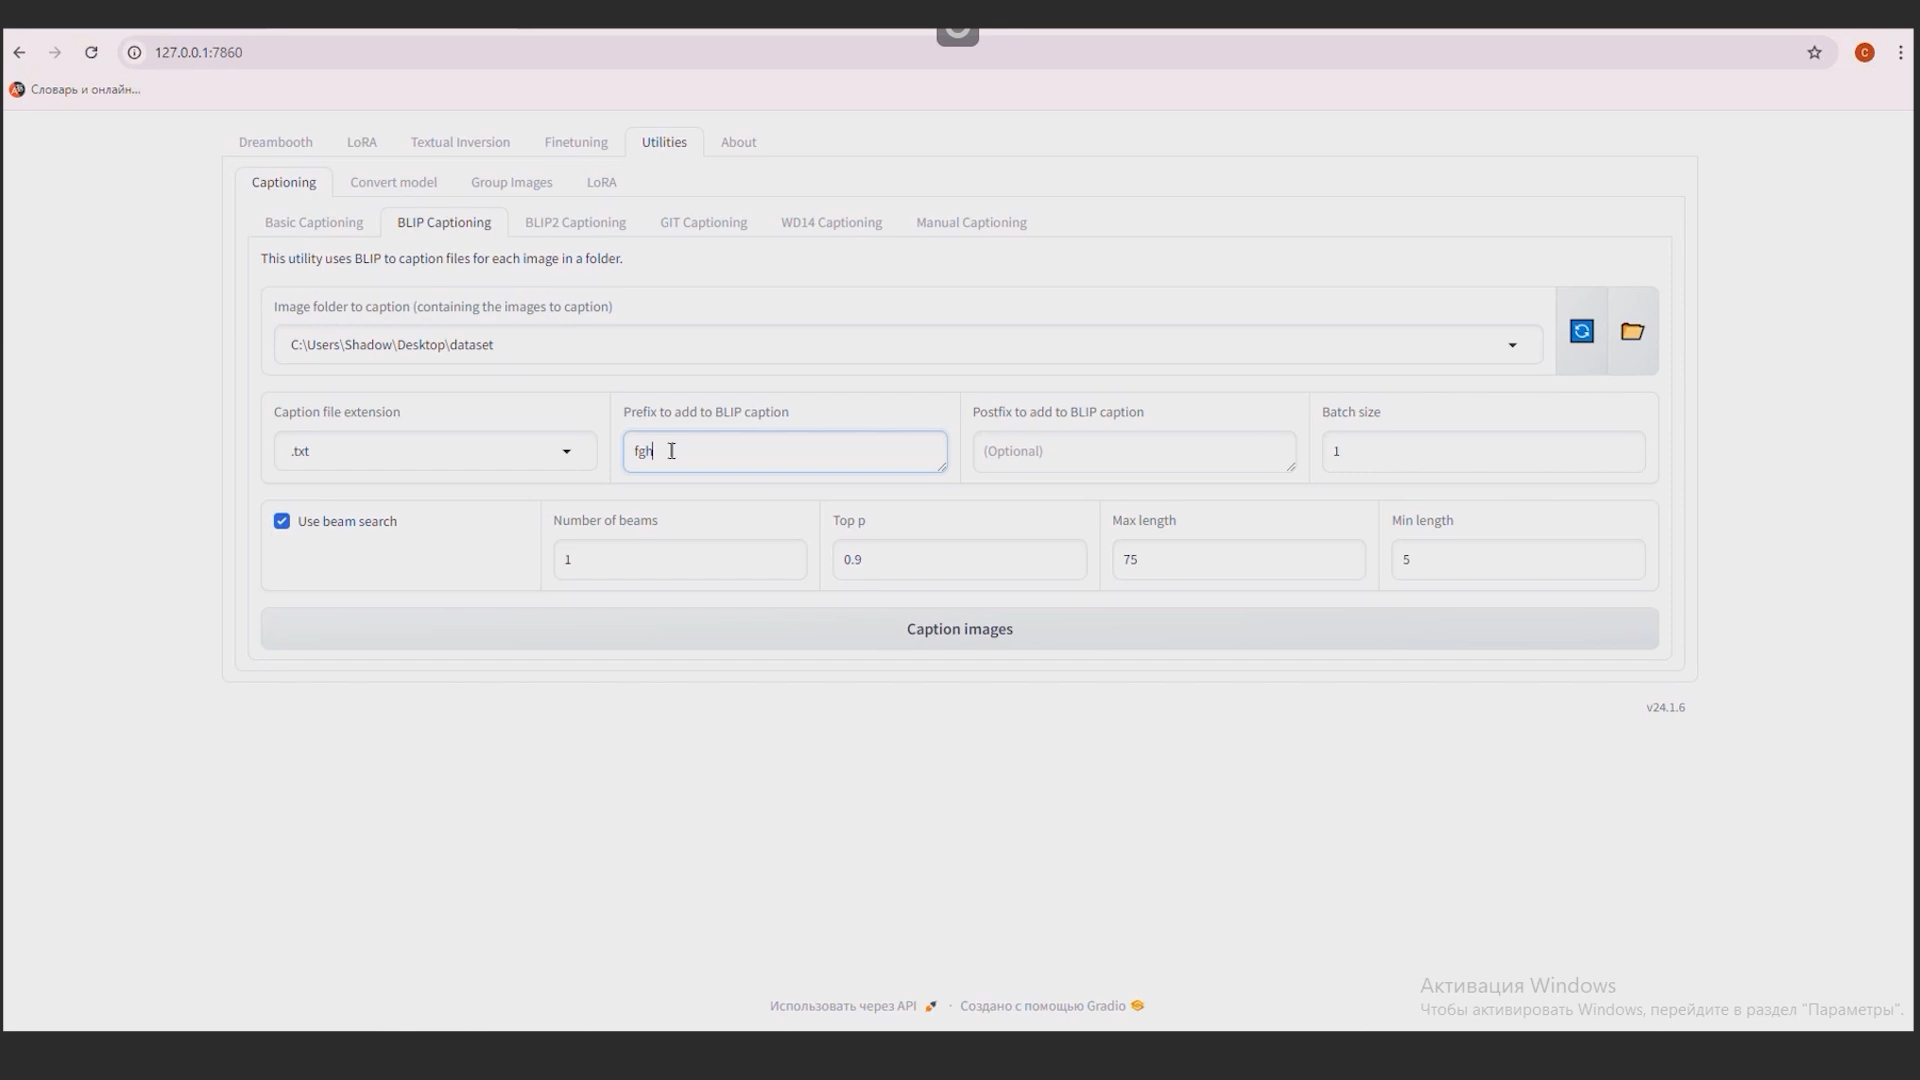 127.0.0.1:7860
C
Словарь и онлайн...
Dreambooth LoRA Textual Inversion Finetuning Utilities About
Captioning Convert model Group Images LoRA
Basic Captioning BLIP Captioning BLIP2 Captioning GIT Captioning WD14 Captioning Manual Captioning
This utility uses BLIP to caption files for each image in a folder.
Image folder to caption (containing the images to caption)
C:\Users\Shadow\Desktop\dataset
Caption file extension Prefix to add to BLIP caption Postfix to add to BLIP caption Batch size
.txt fgh (Optional) 1
Use beam search Number of beams Top p Max length Min length
1 0.9 75 5
Caption images
v24.1.6
Использовать через API · Создано с помощью Gradio
Активация Windows
Чтобы активировать Windows, перейдите в раздел "Параметры".